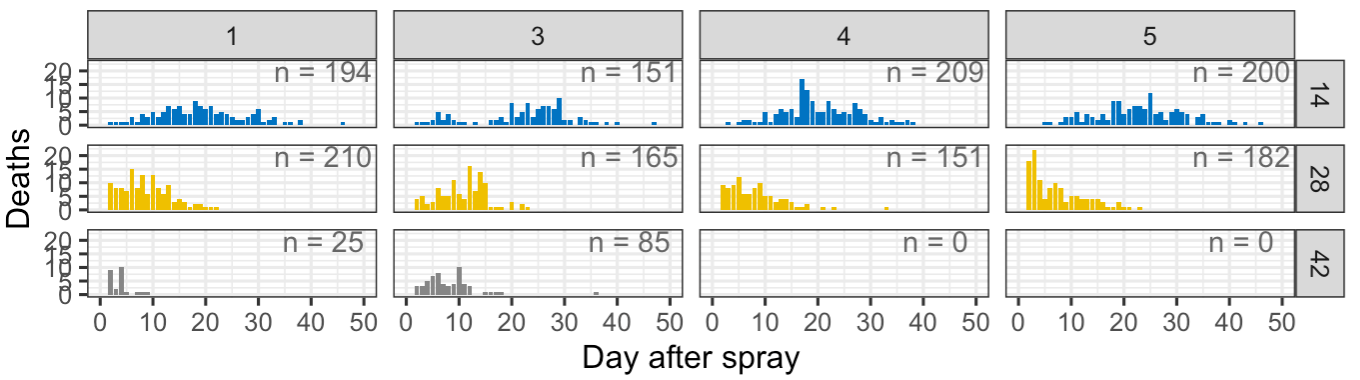 1 3 4 5
20 15 10 5 0 n = 194 n = 151 n = 209 n = 200 14
20 15 10 5 0 n = 210 n = 165 n = 151 n = 182 28
20 15 10 5 0 n = 25 n = 85 n = 0 n = 0 42
Deaths
0 10 20 30 40 50 0 10 20 30 40 50 0 10 20 30 40 50 0 10 20 30 40 50
Day after spray